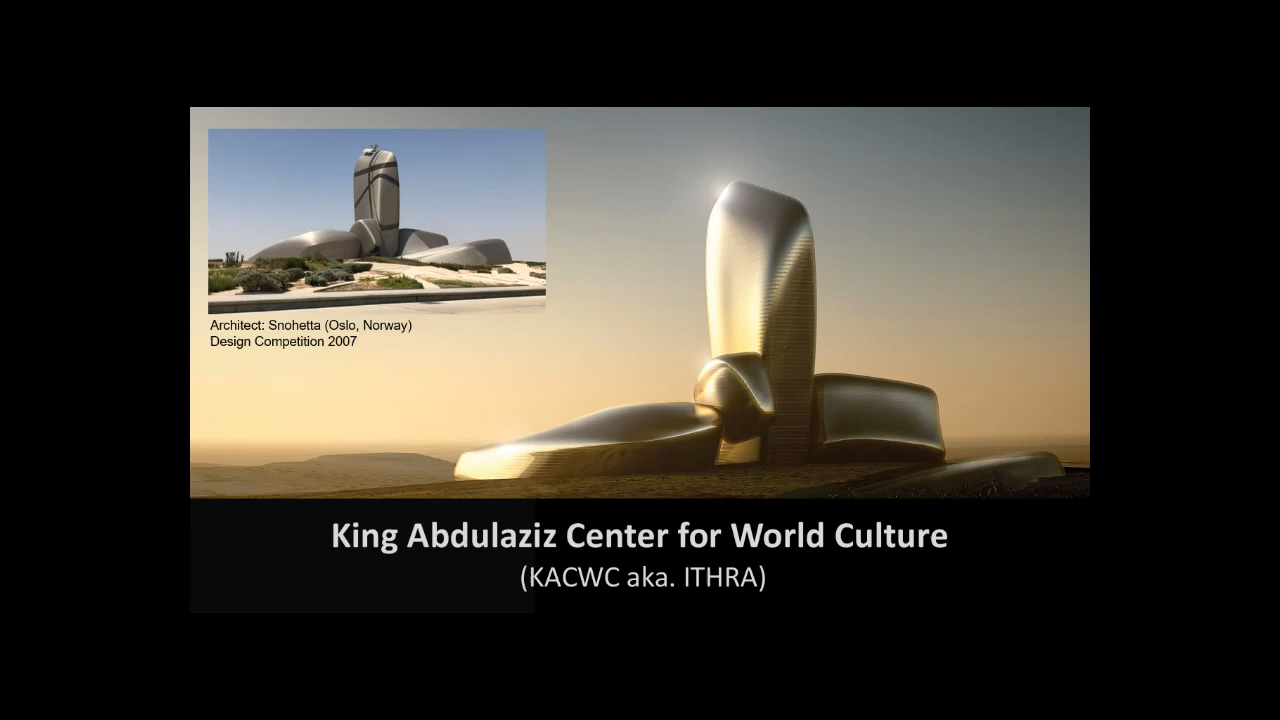 Architect: Snohetta (Oslo, Norway)
Design Competition 2007
King Abdulaziz Center for World Culture
(KACWC aka. ITHRA)